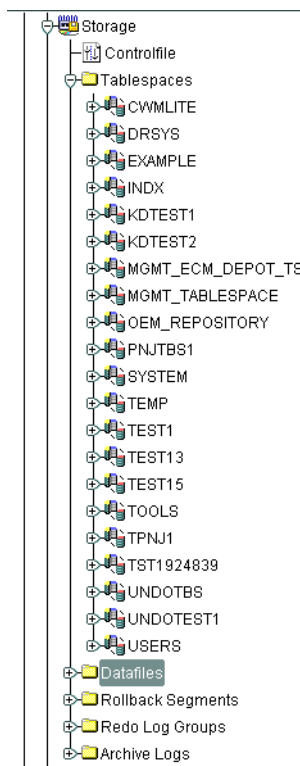 Storage
Controlfile
Tablespaces
CWMLITE
DRSYS
EXAMPLE
INDX
KDTEST1
KDTEST2
MGMT_ECM_DEPOT_TS
MGMT_TABLESPACE
OEM_REPOSITORY
PNJTBS1
SYSTEM
TEMP
TEST1
TEST13
TEST15
TOOLS
TPNJ1
TST1924839
UNDOTBS
UNDOTEST1
USERS
Datafiles
Rollback Segments
Redo Log Groups
Archive Logs